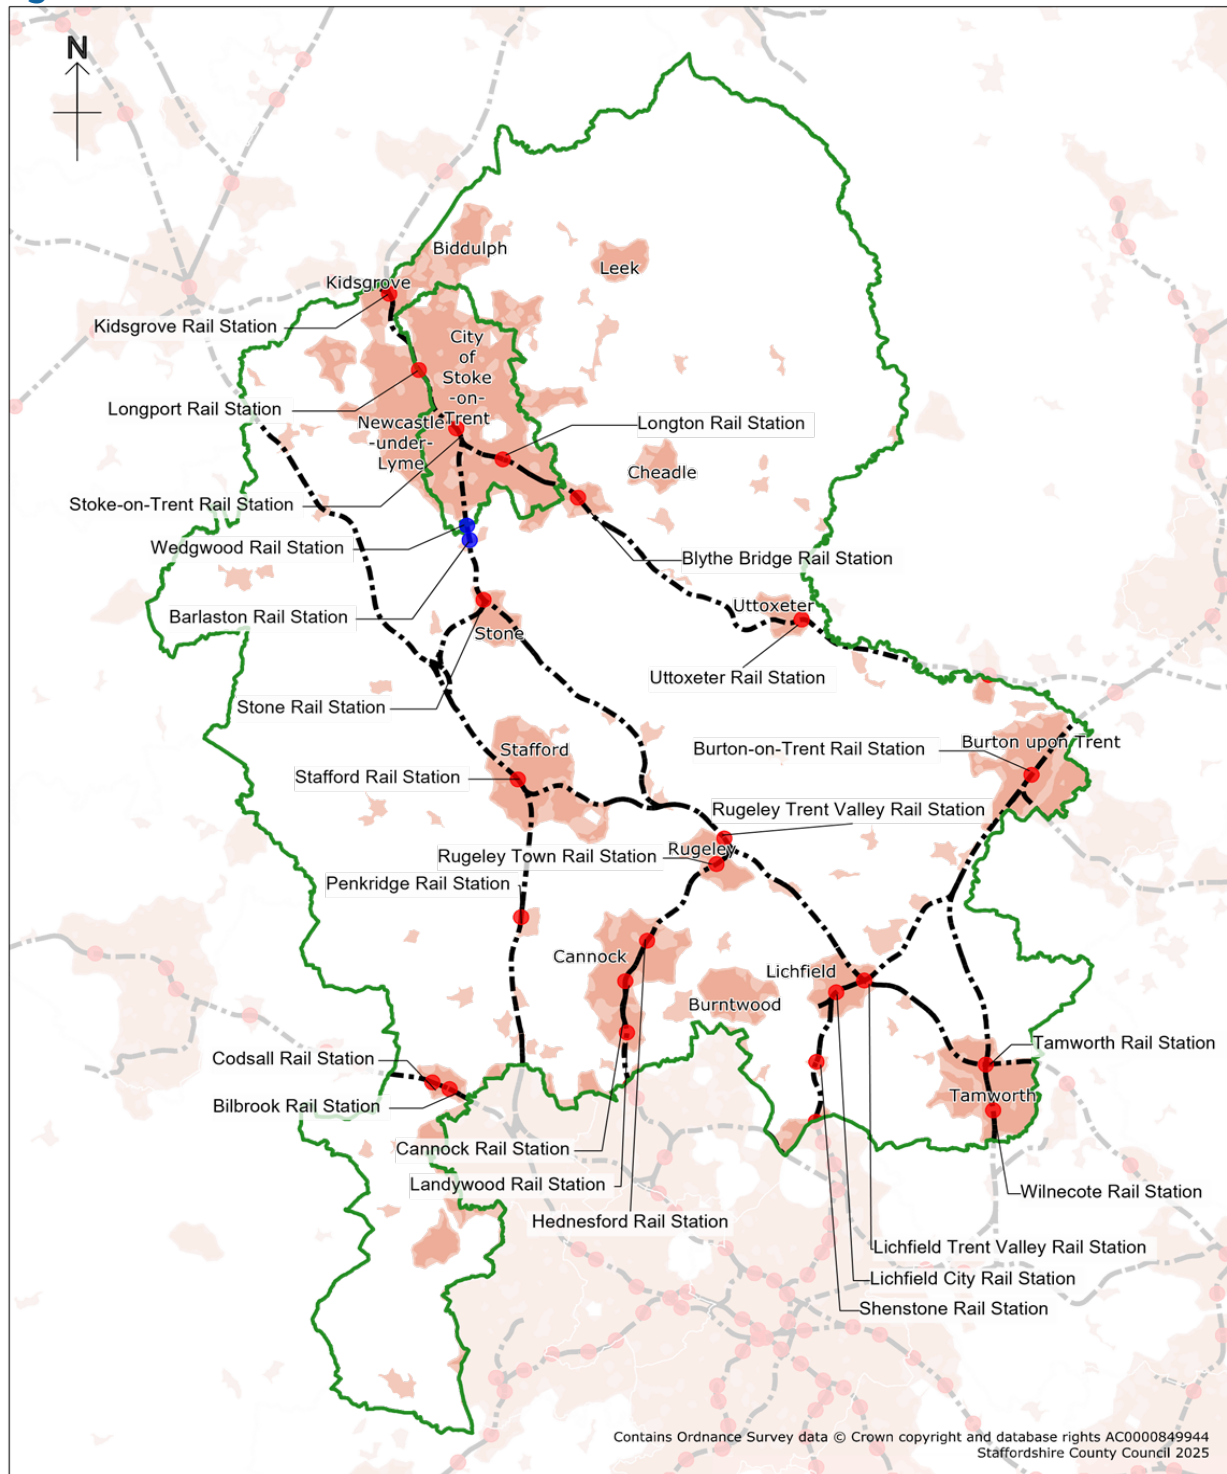 N
Biddulph
Leek
Kidsgrove
Kidsgrove Rail Station
City
of
Stoke
-on-
Trent
Longport Rail Station
Newcastle
-under-
Lyme
Longton Rail Station
Cheadle
Stoke-on-Trent Rail Station
Wedgwood Rail Station
Blythe Bridge Rail Station
Barlaston Rail Station
Uttoxeter
Stone
Uttoxeter Rail Station
Stone Rail Station
Stafford
Burton-on-Trent Rail Station
Burton upon Trent
Stafford Rail Station
Rugeley Trent Valley Rail Station
Rugeley
Rugeley Town Rail Station
Penkridge Rail Station
Cannock
Lichfield
Burntwood
Tamworth Rail Station
Codsall Rail Station
Tamworth
Bilbrook Rail Station
Cannock Rail Station
Landywood Rail Station
Wilnecote Rail Station
Hednesford Rail Station
Lichfield Trent Valley Rail Station
Lichfield City Rail Station
Shenstone Rail Station
Contains Ordnance Survey data © Crown copyright and database rights AC0000849944
Staffordshire County Council 2025